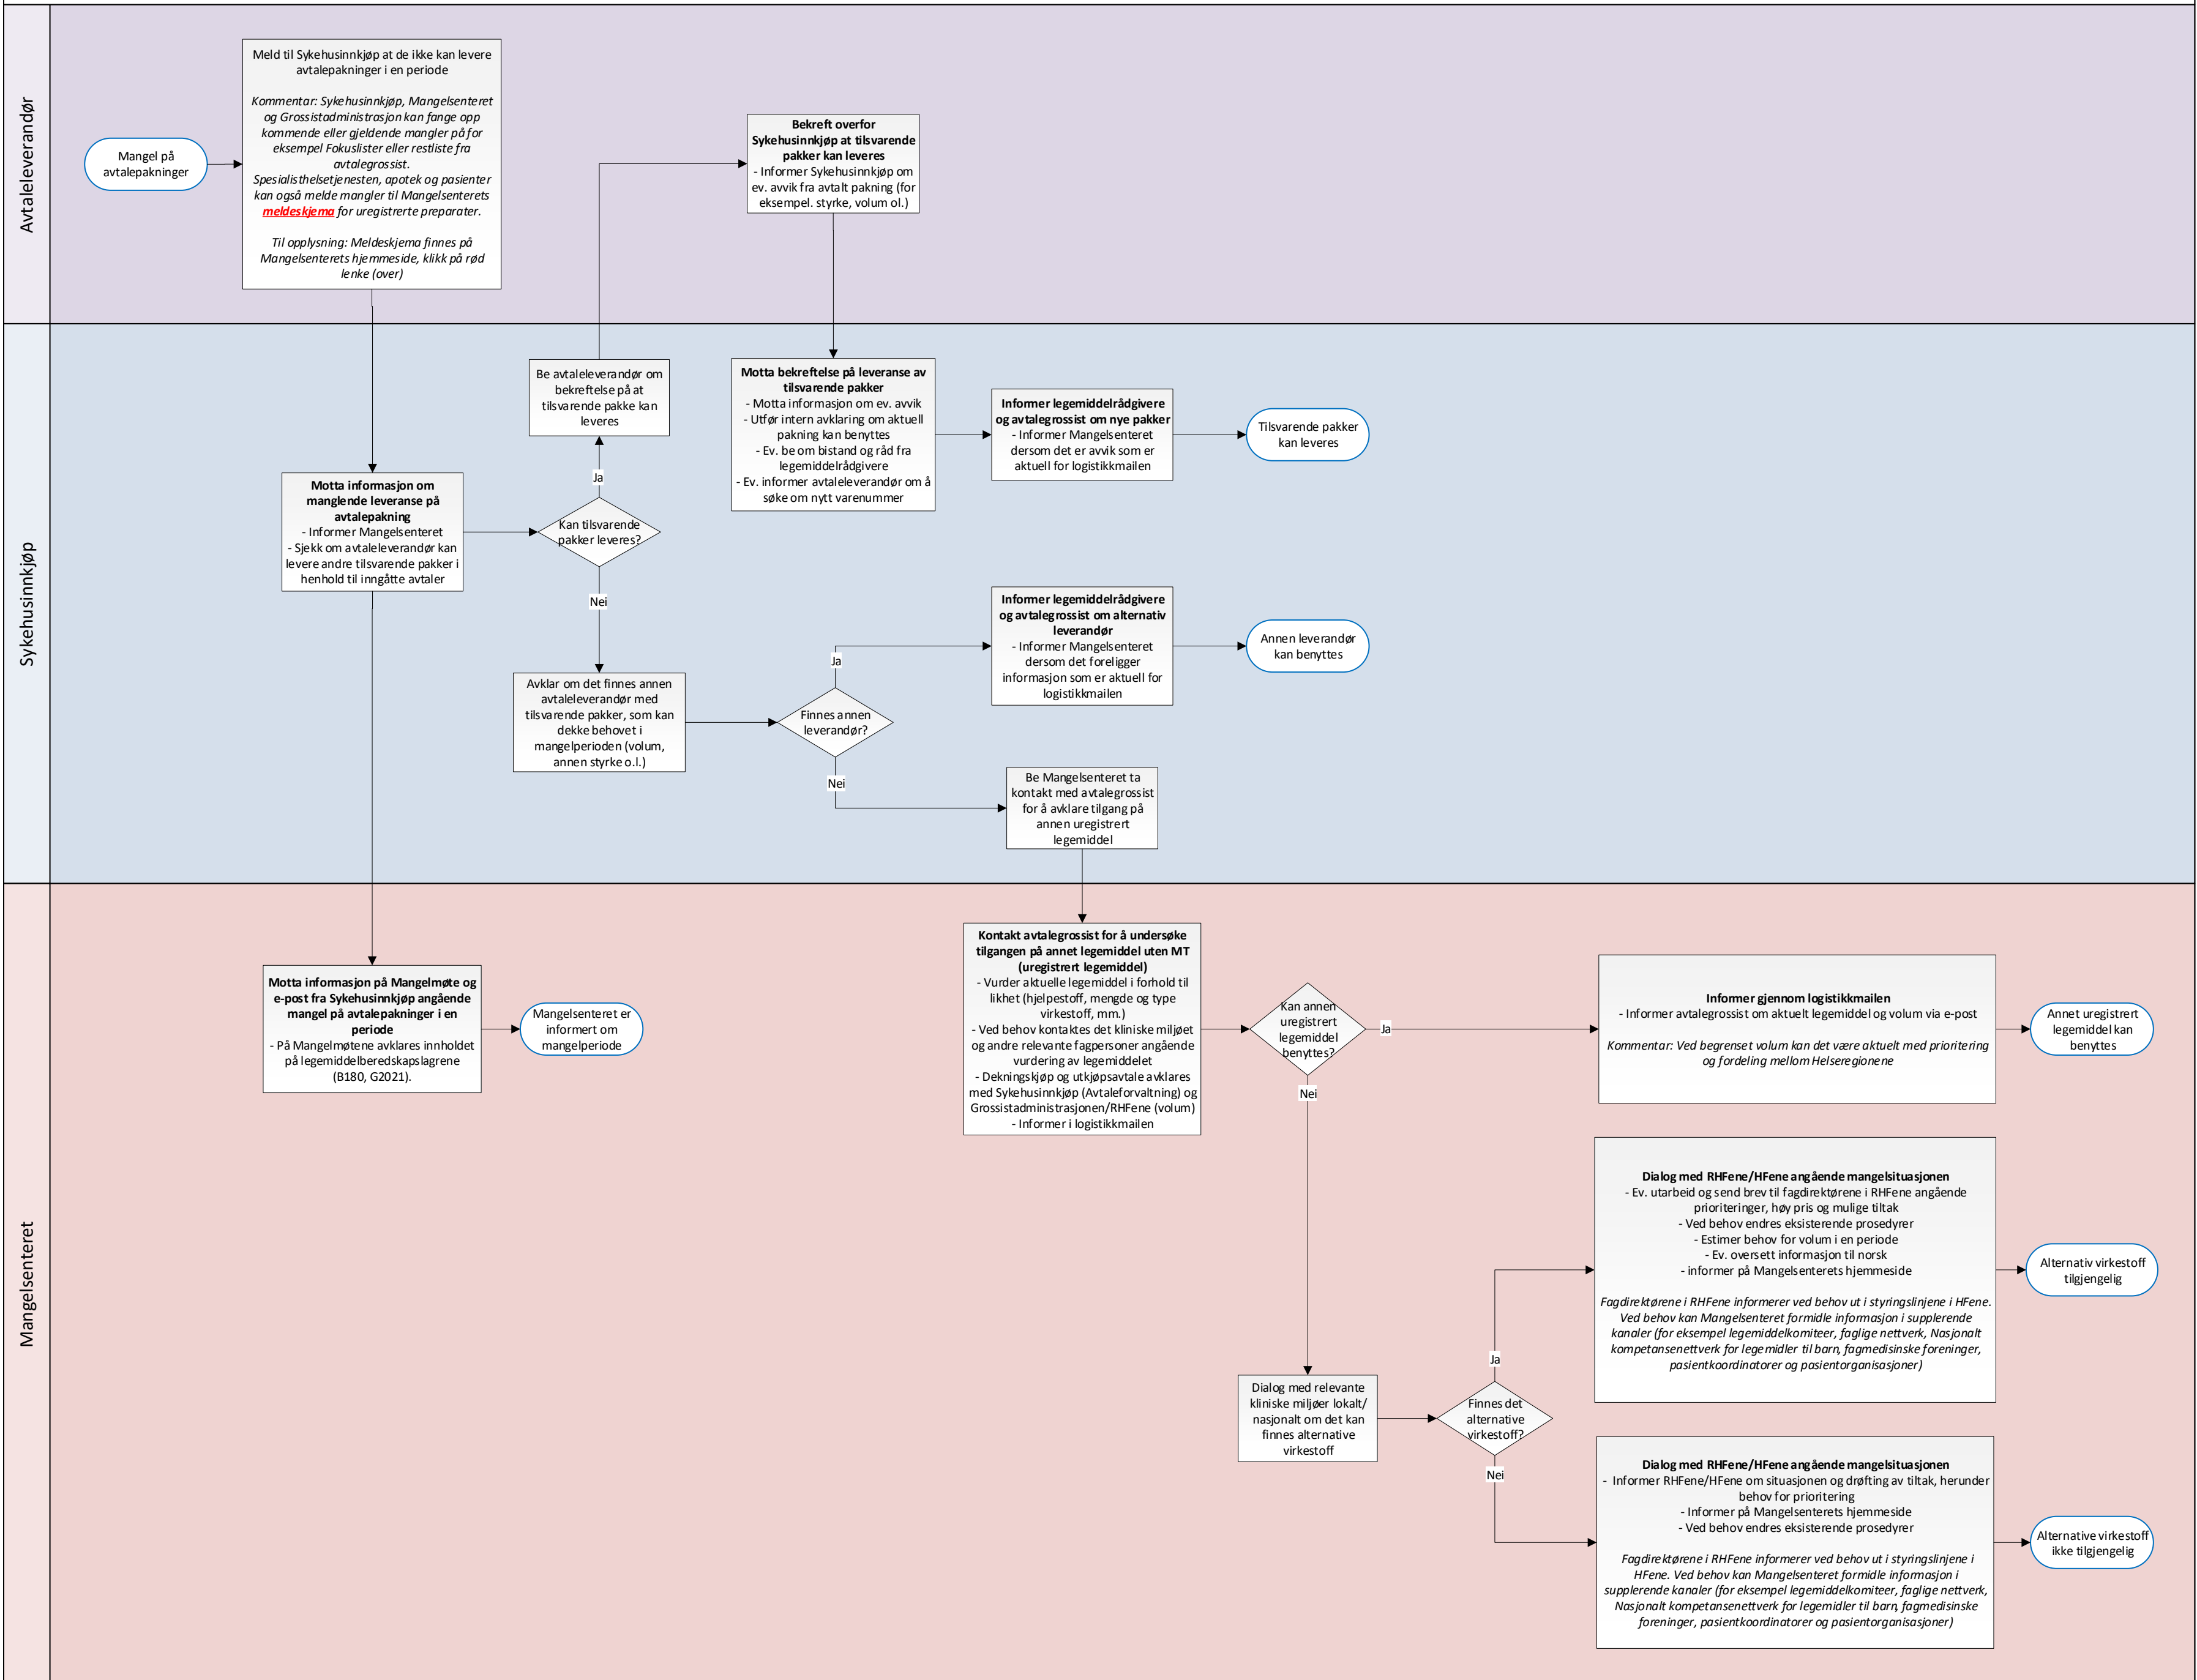 Avtaleleverandør
Mangel på
avtalepakninger
Meld til Sykehusinnkjøp at de ikke kan levere
avtalepakninger i en periode
Kommentar: Sykehusinnkjøp, Mangelsenteret
og Grossistadministrasjon kan fange opp
kommende eller gjeldende mangler på for
eksempel Fokuslister eller restliste fra
avtalegrossist.
Spesialisthelsetjenesten, apotek og pasienter
kan også melde mangler til Mangelsenterets
meldeskjema for uregistrerte preparater.
Til opplysning: Meldeskjema finnes på
Mangelsenterets hjemmeside, klikk på rød
lenke (over)
Bekreft overfor
Sykehusinnkjøp at tilsvarende
pakker kan leveres
- Informer Sykehusinnkjøp om
ev. avvik fra avtalt pakning (for
eksempel. styrke, volum ol.)
Sykehusinnkjøp
Motta informasjon om
manglende leveranse på
avtalepakning
- Informer Mangelsenteret
- Sjekk om avtaleleverandør kan
levere andre tilsvarende pakker i
henhold til inngåtte avtaler
Kan tilsvarende
pakker leveres?
Ja
Be avtaleleverandør om
bekreftelse på at
tilsvarende pakke kan
leveres
Motta bekreftelse på leveranse av
tilsvarende pakker
- Motta informasjon om ev. avvik
- Utfør intern avklaring om aktuell
pakning kan benyttes
- Ev. be om bistand og råd fra
legemiddelrådgivere
- Ev. informer avtaleleverandør om å
søke om nytt varenummer
Informer legemiddelrådgivere
og avtalegrossist om nye pakker
- Informer Mangelsenteret
dersom det er avvik som er
aktuell for logistikkmailen
Tilsvarende pakker
kan leveres
Nei
Avklar om det finnes annen
avtaleleverandør med
tilsvarende pakker, som kan
dekke behovet i
mangelperioden (volum,
annen styrke o.l.)
Finnes annen
leverandør?
Ja
Informer legemiddelrådgivere
og avtalegrossist om alternativ
leverandør
- Informer Mangelsenteret
dersom det foreligger
informasjon som er aktuell for
logistikkmailen
Annen leverandør
kan benyttes
Nei
Be Mangelsenteret ta
kontakt med avtalegrossist
for å avklare tilgang på
annen uregistrert
legemiddel
Mangelsenteret
Motta informasjon på Mangelmøte og
e-post fra Sykehusinnkjøp angående
mangel på avtalepakninger i en
periode
- På Mangelmøtene avklares innholdet
på legemiddelberedskapslagrene
(B180, G2021).
Mangelsenteret er
informert om
mangelperiode
Kontakt avtalegrossist for å undersøke
tilgangen på annet legemiddel uten MT
(uregistrert legemiddel)
- Vurder aktuelle legemiddel i forhold til
likhet (hjelpestoff, mengde og type
virkestoff, mm.)
- Ved behov kontaktes det kliniske miljøet
og andre relevante fagpersoner angående
vurdering av legemiddelet
- Dekningskjøp og utkjøpsavtale avklares
med Sykehusinnkjøp (Avtaleforvaltning) og
Grossistadministrasjonen/RHFene (volum)
- Informer i logistikkmailen
Kan annen
uregistrert
legemiddel
benyttes?
Ja
Informer gjennom logistikkmailen
- Informer avtalegrossist om aktuelt legemiddel og volum via e-post
Kommentar: Ved begrenset volum kan det være aktuelt med prioritering
og fordeling mellom Helseregionene
Annet uregistrert
legemiddel kan
benyttes
Nei
Dialog med relevante
kliniske miljøer lokalt/
nasjonalt om det kan
finnes alternative
virkestoff
Finnes det
alternative
virkestoff?
Ja
Dialog med RHFene/HFene angående mangelsituasjonen
- Ev. utarbeid og send brev til fagdirektørene i RHFene angående
prioriteringer, høy pris og mulige tiltak
- Ved behov endres eksisterende prosedyrer
- Estimer behov for volum i en periode
- Ev. oversett informasjon til norsk
- informer på Mangelsenterets hjemmeside
Fagdirektørene i RHFene informerer ved behov ut i styringslinjene i HFene.
Ved behov kan Mangelsenteret formidle informasjon i supplerende
kanaler (for eksempel legemiddelkomiteer, faglige nettverk, Nasjonalt
kompetansenettverk for legemidler til barn, fagmedisinske foreninger,
pasientkoordinatorer og pasientorganisasjoner)
Alternativ virkestoff
tilgjengelig
Nei
Dialog med RHFene/HFene angående mangelsituasjonen
- Informer RHFene/HFene om situasjonen og drøfting av tiltak, herunder
behov for prioritering
- Informer på Mangelsenterets hjemmeside
- Ved behov endres eksisterende prosedyrer
Fagdirektørene i RHFene informerer ved behov ut i styringslinjene i
HFene. Ved behov kan Mangelsenteret formidle informasjon i
supplerende kanaler (for eksempel legemiddelkomiteer, faglige nettverk,
Nasjonalt kompetansenettverk for legemidler til barn, fagmedisinske
foreninger, pasientkoordinatorer og pasientorganisasjoner)
Alternative virkestoff
ikke tilgjengelig